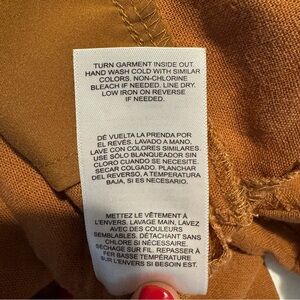 TURN GARMENT INSIDE OUT.
HAND WASH COLD WITH SIMILAR
COLORS. NON-CHLORINE
BLEACH IF NEEDED. LINE DRY.
LOW IRON ON REVERSE
IF NEEDED.
DÉ VUELTA LA PRENDA POR
EL REVÉS. LAVADO A MANO.
LAVE CON COLORES SIMILARES.
USE SÓLO BLANQUEADOR SIN
CLORO CUANDO SE NECESITE.
SECAR COLGADO. PLANCHAR
DEL REVERSO, A TEMPERATURA
BAJA, SI ES NECESARIO.
METTEZ LE VÊTEMENT À
L'ENVERS. LAVAGE MAIN, LAVEZ
AVEC DES COULEURS
SEMBLABLES. DÉTACHANT SANS
CHLORE SI NÉCESSAIRE.
SÉCHAGE SUR FIL. REPASSER À
FER BASSE TEMPÉRATURE
SUR L'ENVERS SI BESOIN EST.